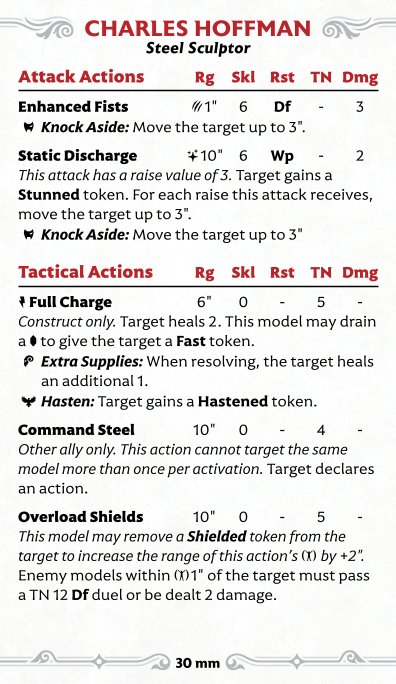 CHARLES HOFFMAN
Steel Sculptor
Attack Actions Rg Skl Rst TN Dmg
Enhanced Fists 1" 6 Df - 3
Knock Aside: Move the target up to 3".
Static Discharge 10" 6 Wp - 2
This attack has a raise value of 3. Target gains a
Stunned token. For each raise this attack receives,
move the target up to 3".
Knock Aside: Move the target up to 3"
Tactical Actions Rg Skl Rst TN Dmg
Full Charge 6" 0 - 5 -
Construct only. Target heals 2. This model may drain
a to give the target a Fast token.
Extra Supplies: When resolving, the target heals
an additional 1.
Hasten: Target gains a Hastened token.
Command Steel 10" 0 - 4 -
Other ally only. This action cannot target the same
model more than once per activation. Target declares
an action.
Overload Shields 10" 0 - 5 -
This model may remove a Shielded token from the
target to increase the range of this action's by +2".
Enemy models within 1" of the target must pass
a TN 12 Df duel or be dealt 2 damage.
30 mm